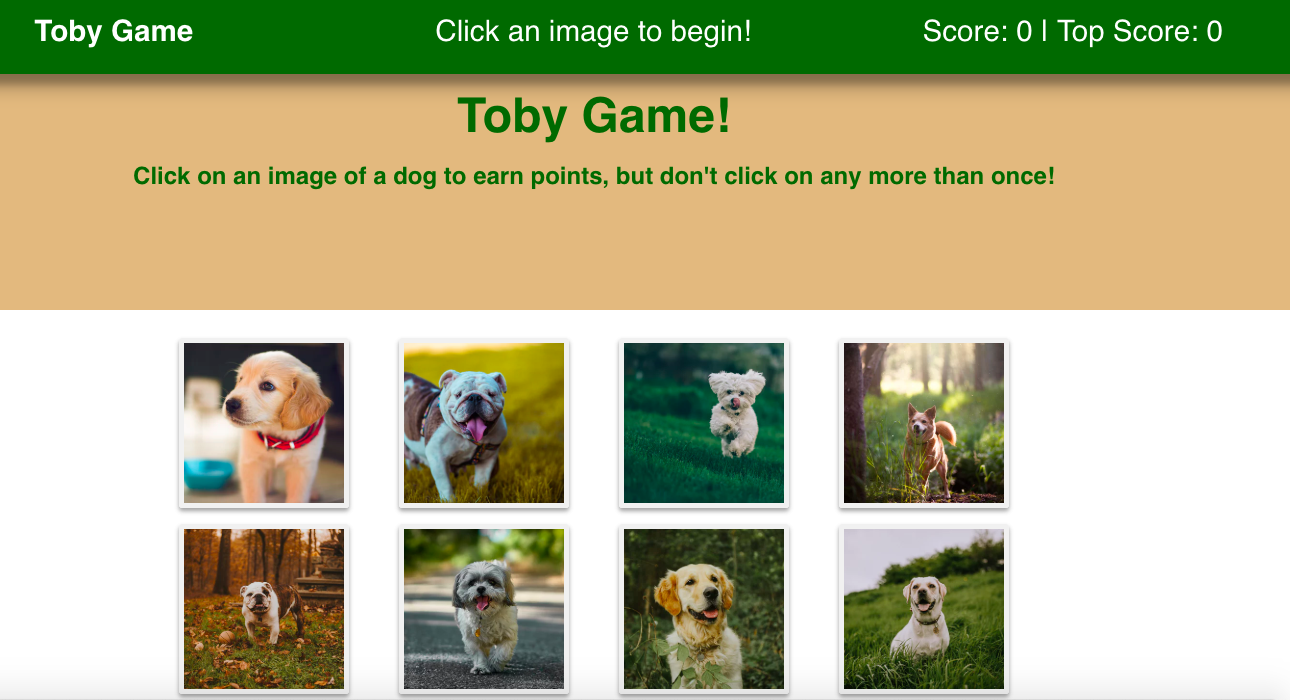 Toby Game
Click an image to begin!
Score: 0 | Top Score: 0
Toby Game!
Click on an image of a dog to earn points, but don't click on any more than once!